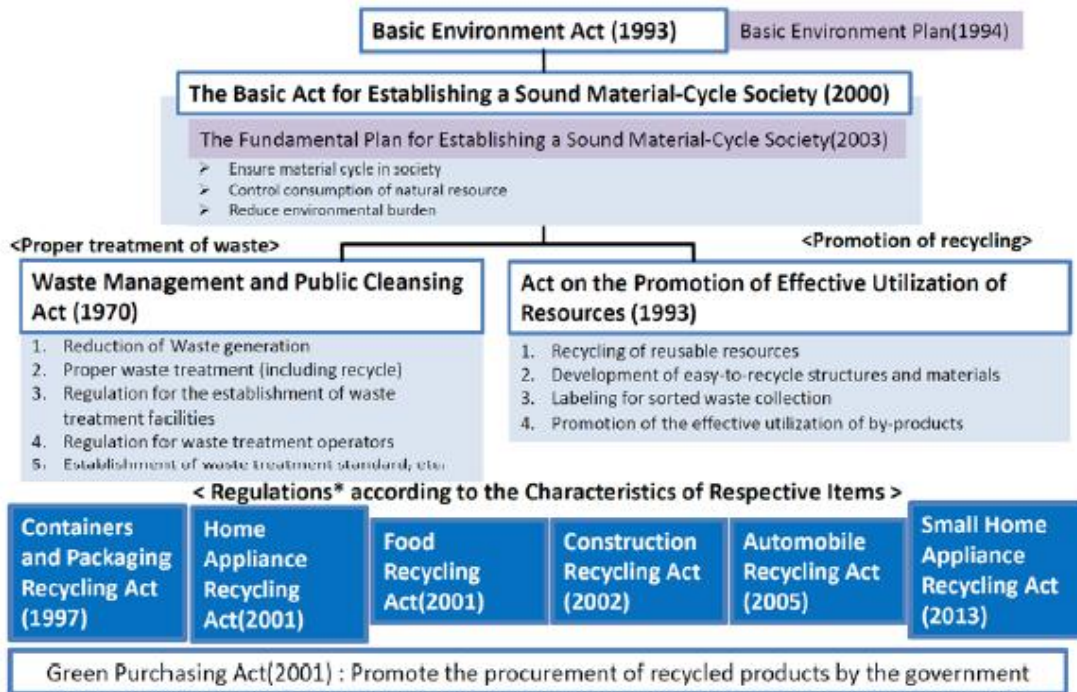 Basic Environment Act (1993)
Basic Environment Plan(1994)
The Basic Act for Establishing a Sound Material-Cycle Society (2000)
The Fundamental Plan for Establishing a Sound Material-Cycle Society(2003)
➢ Ensure material cycle in society
➢ Control consumption of natural resource
➢ Reduce environmental burden
<Proper treatment of waste>
<Promotion of recycling>
Waste Management and Public Cleansing
Act (1970)
1. Reduction of Waste generation
2. Proper waste treatment (including recycle)
3. Regulation for the establishment of waste
treatment facilities
4. Regulation for waste treatment operators
5. Establishment of waste treatment standard, etc.
Act on the Promotion of Effective Utilization of
Resources (1993)
1. Recycling of reusable resources
2. Development of easy-to-recycle structures and materials
3. Labeling for sorted waste collection
4. Promotion of the effective utilization of by-products
< Regulations* according to the Characteristics of Respective Items >
Containers
and Packaging
Recycling Act
(1997)
Home
Appliance
Recycling
Act(2001)
Food
Recycling
Act(2001)
Construction
Recycling Act
(2002)
Automobile
Recycling Act
(2005)
Small Home
Appliance
Recycling Act
(2013)
Green Purchasing Act(2001) : Promote the procurement of recycled products by the government